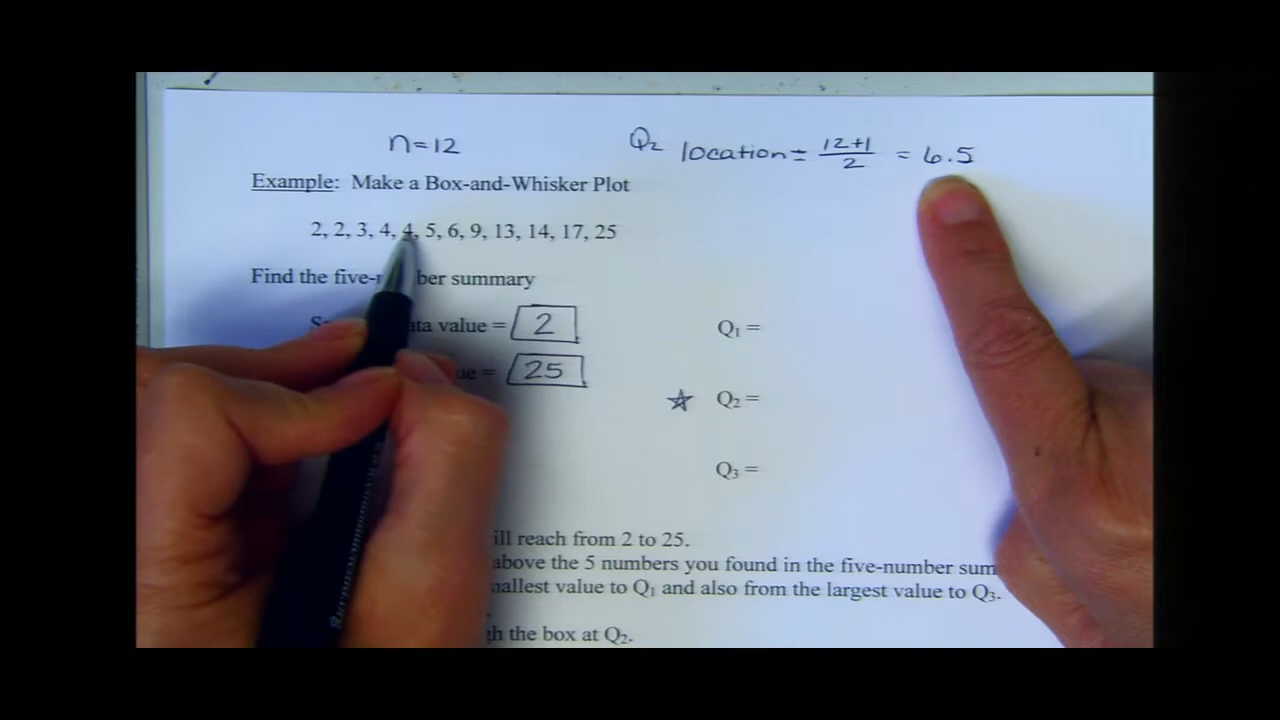 n=12
Q₂ location = 12+1/2 = 6.5
Example: Make a Box-and-Whisker Plot
2, 2, 3, 4, 4, 5, 6, 9, 13, 14, 17, 25
Find the five- ber summary
ata value = 2
Q₁ =
ue = 25
Q₂ =
Q₃ =
ill reach from 2 to 25.
above the 5 numbers you found in the five-number sum
allest value to Q₁ and also from the largest value to Q₃.
h the box at Q₂.